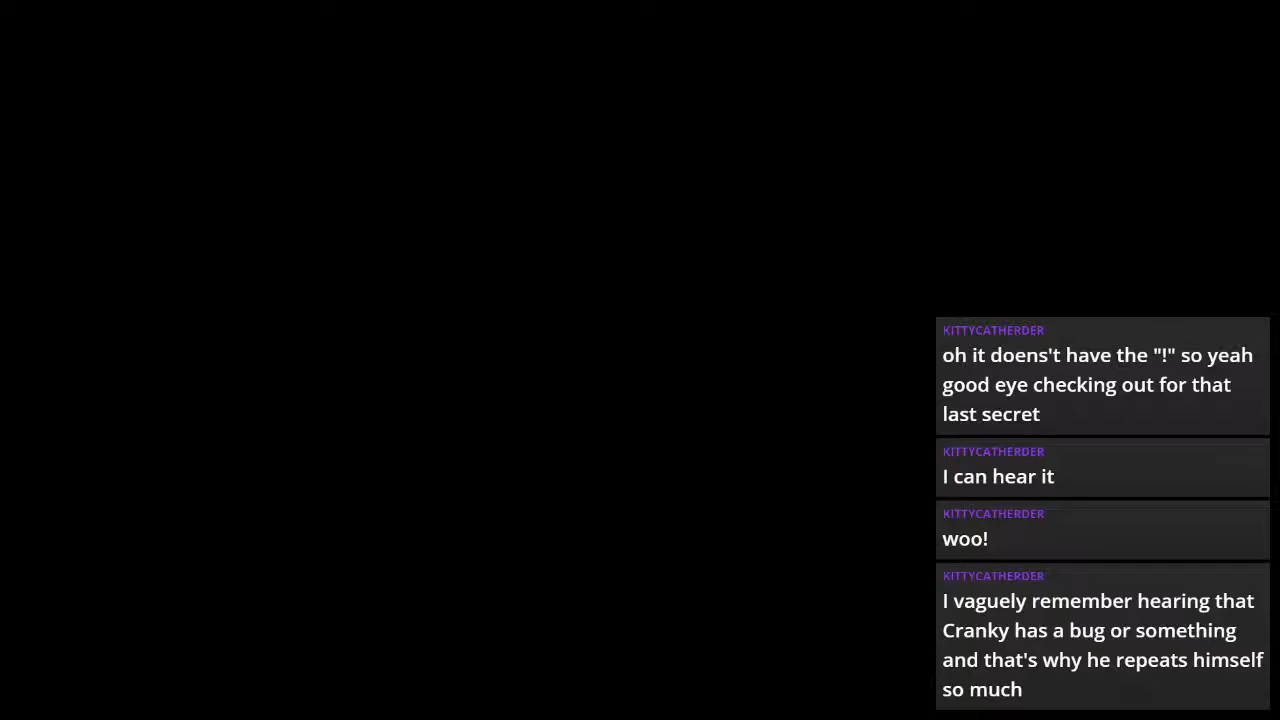 KITTYCATHERDER
oh it doens't have the "!" so yeah
good eye checking out for that
last secret
KITTYCATHERDER
I can hear it
KITTYCATHERDER
woo!
KITTYCATHERDER
I vaguely remember hearing that
Cranky has a bug or something
and that's why he repeats himself
so much